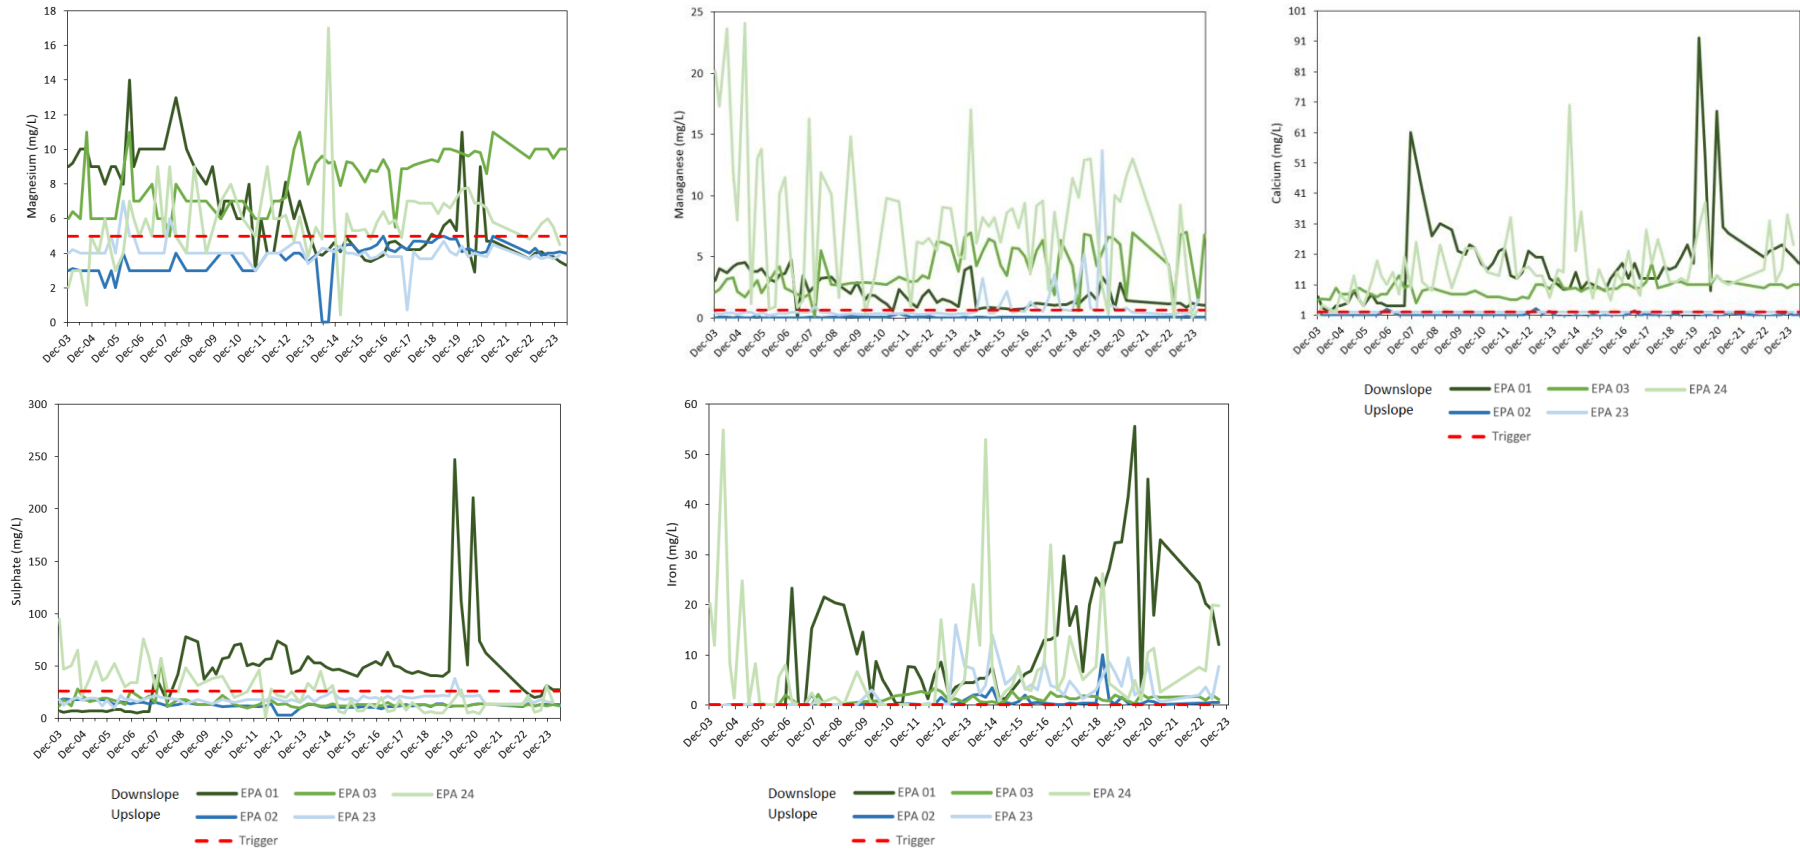 18
16
14
12
10
8
6
4
2
0
Magnesium (mg/L)
Dec-03
Dec-04
Dec-05
Dec-06
Dec-07
Dec-08
Dec-09
Dec-10
Dec-11
Dec-12
Dec-13
Dec-14
Dec-15
Dec-16
Dec-17
Dec-18
Dec-19
Dec-20
Dec-21
Dec-22
Dec-23
25
20
15
10
5
0
Managanese (mg/L)
Dec-03
Dec-04
Dec-05
Dec-06
Dec-07
Dec-08
Dec-09
Dec-10
Dec-11
Dec-12
Dec-13
Dec-14
Dec-15
Dec-16
Dec-17
Dec-18
Dec-19
Dec-20
Dec-21
Dec-22
Dec-23
101
91
81
71
61
51
41
31
21
11
1
Calcium (mg/L)
Dec-03
Dec-04
Dec-05
Dec-06
Dec-07
Dec-08
Dec-09
Dec-10
Dec-11
Dec-12
Dec-13
Dec-14
Dec-15
Dec-16
Dec-17
Dec-18
Dec-19
Dec-20
Dec-21
Dec-22
Dec-23
Downslope EPA 01 EPA 03 EPA 24
Upslope EPA 02 EPA 23
Trigger
300
250
200
150
100
50
0
Sulphate (mg/L)
Dec-03
Dec-04
Dec-05
Dec-06
Dec-07
Dec-08
Dec-09
Dec-10
Dec-11
Dec-12
Dec-13
Dec-14
Dec-15
Dec-16
Dec-17
Dec-18
Dec-19
Dec-20
Dec-21
Dec-22
Dec-23
Downslope EPA 01 EPA 03 EPA 24
Upslope EPA 02 EPA 23
Trigger
60
50
40
30
20
10
0
Iron (mg/L)
Dec-03
Dec-04
Dec-05
Dec-06
Dec-07
Dec-08
Dec-09
Dec-10
Dec-11
Dec-12
Dec-13
Dec-14
Dec-15
Dec-16
Dec-17
Dec-18
Dec-19
Dec-20
Dec-21
Dec-22
Dec-23
Downslope EPA 01 EPA 03 EPA 24
Upslope EPA 02 EPA 23
Trigger